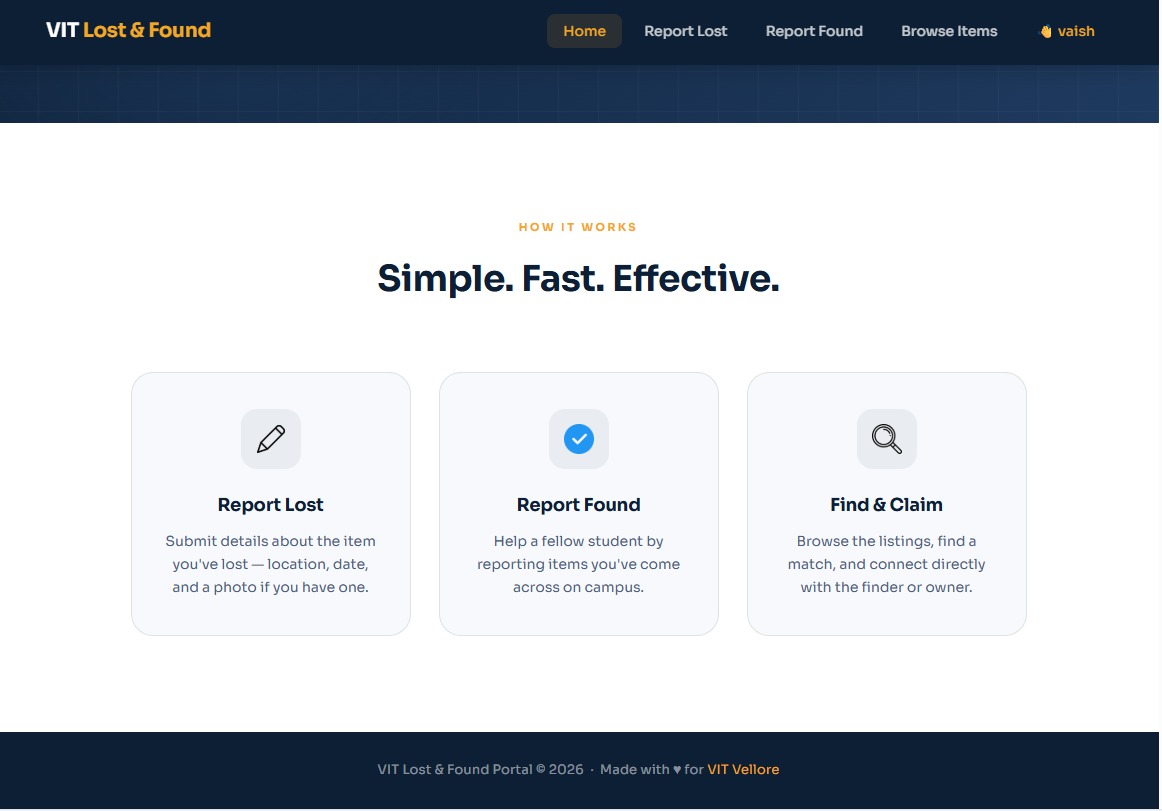 VIT Lost & Found
Home
Report Lost
Report Found
Browse Items
👋 vaish
HOW IT WORKS
Simple. Fast. Effective.
Report Lost
Submit details about the item
you've lost — location, date,
and a photo if you have one.
Report Found
Help a fellow student by
reporting items you've come
across on campus.
Find & Claim
Browse the listings, find a
match, and connect directly
with the finder or owner.
VIT Lost & Found Portal © 2026 · Made with ♥ for VIT Vellore